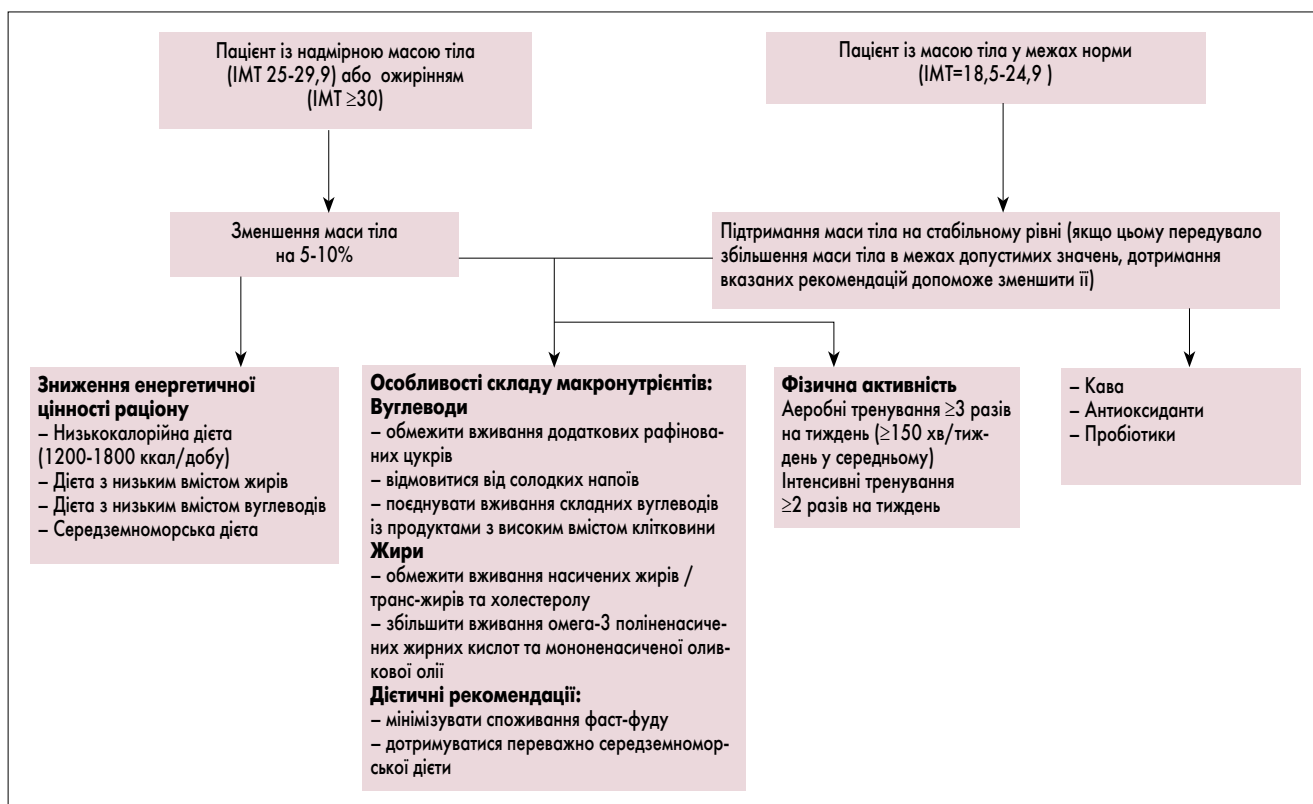 Пацієнт із надмірною масою тіла
(ІМТ 25-29,9) або ожирінням
(ІМТ ≥30)
Пацієнт із масою тіла у межах норми
(ІМТ=18,5-24,9 )
Зменшення маси тіла
на 5-10%
Підтримання маси тіла на стабільному рівні (якщо цьому передувало
збільшення маси тіла в межах допустимих значень, дотримання
вказаних рекомендацій допоможе зменшити її)
Зниження енергетичної
цінності раціону
– Низькокалорійна дієта
(1200-1800 ккал/добу)
– Дієта з низьким вмістом жирів
– Дієта з низьким вмістом вуглеводів
– Середземноморська дієта
Особливості складу макронутрієнтів:
Вуглеводи
– обмежити вживання додаткових рафінова-
них цукрів
– відмовитися від солодких напоїв
– поєднувати вживання складних вуглеводів
із продуктами з високим вмістом клітковини
Жири
– обмежити вживання насичених жирів /
транс-жирів та холестеролу
– збільшити вживання омега-3 поліненасиче-
них жирних кислот та мононенасиченої олив-
кової олії
Дієтичні рекомендації:
– мінімізувати споживання фаст-фуду
– дотримуватися переважно середземномор-
ської дієти
Фізична активність
Аеробні тренування ≥3 разів
на тиждень (≥150 хв/тиж-
день у середньому)
Інтенсивні тренування
≥2 разів на тиждень
– Кава
– Антиоксиданти
– Пробіотики